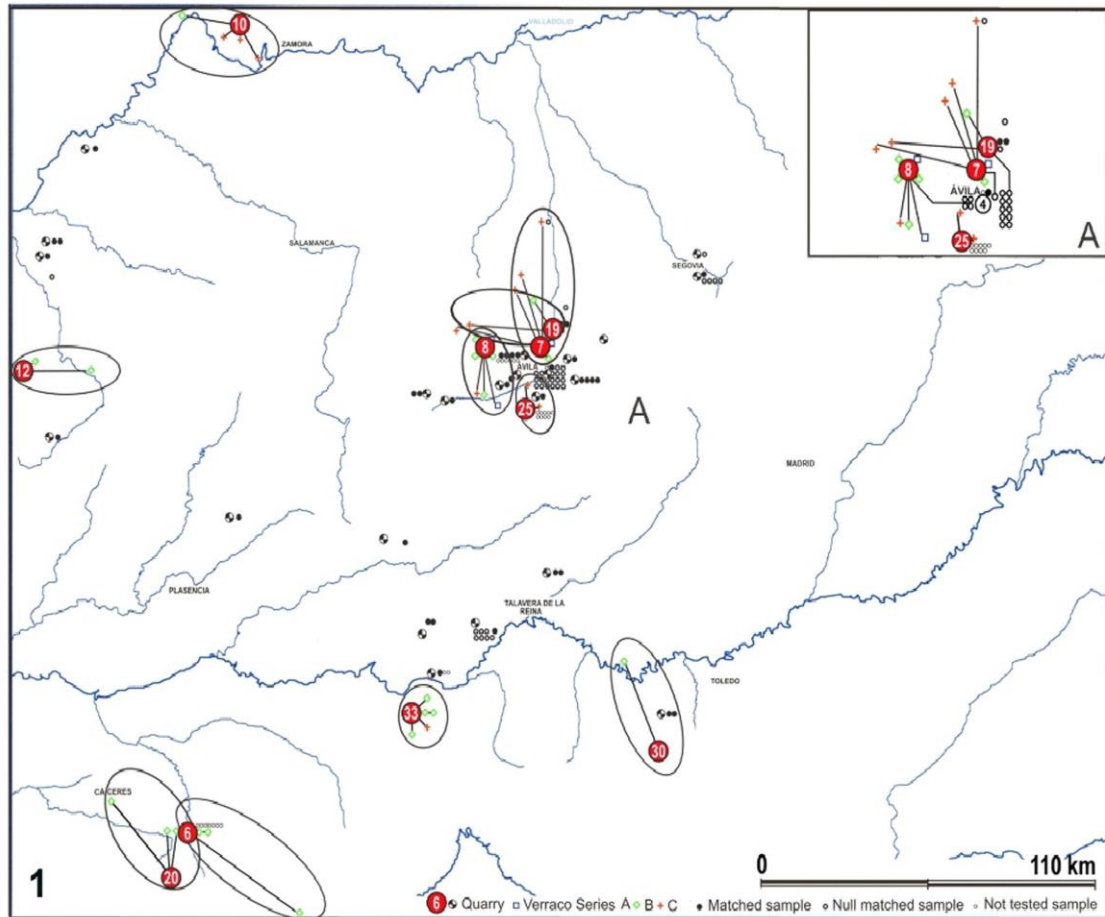 VALLADOLID
10
ZAMORA
19
8
7
ÁVILA
4
25
A
SALAMANCA
SEGOVIA
19
8
7
ÁVILA
12
25
A
MADRID
PLASENCIA
TALAVERA DE LA
REINA
TOLEDO
33
30
CÁCERES
6
20
0 110 km
1
6 Quarry Verraco Series A B C Matched sample Null matched sample Not tested sample